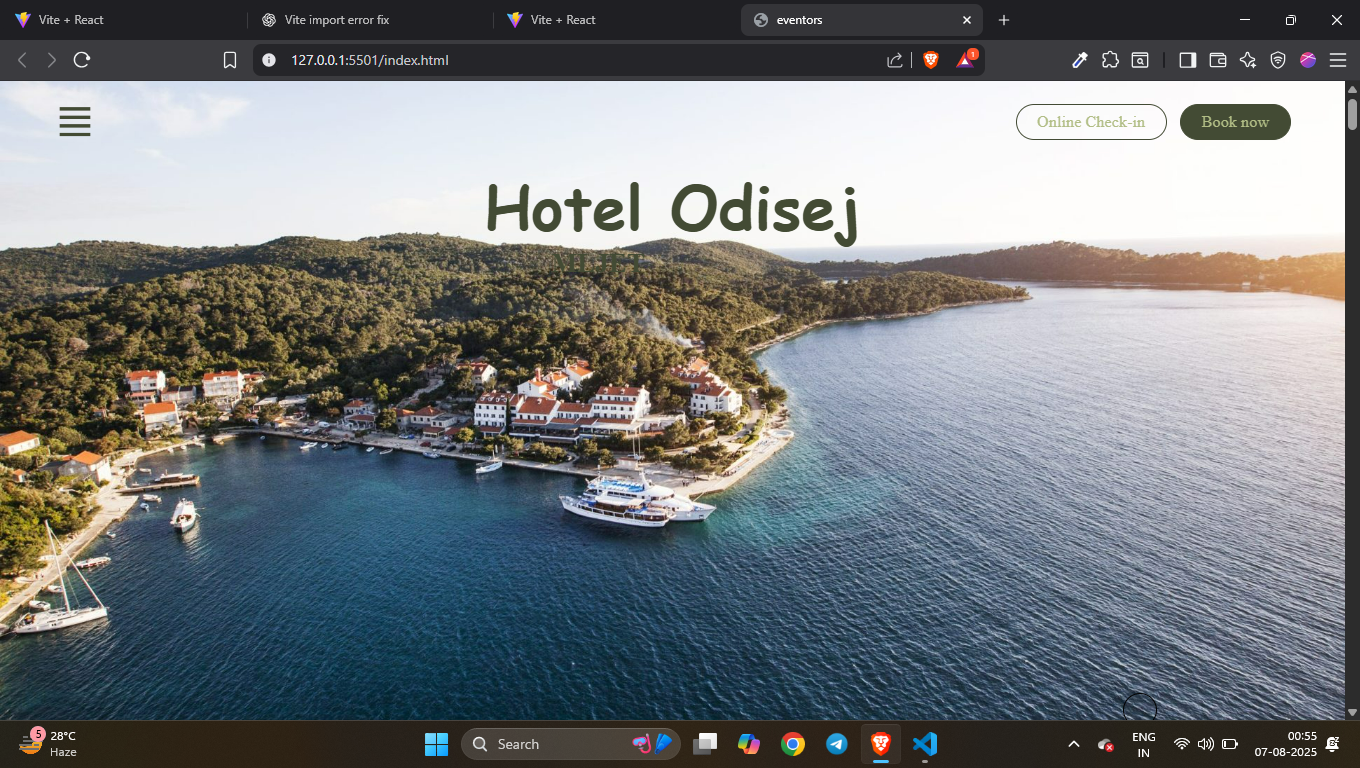 Vite + React
Vite import error fix
Vite + React
eventors
127.0.0.1:5501/index.html
1
Online Check-in
Book now
Hotel Odisej
5
28°C
Haze
Search
ENG
IN
00:55
07-08-2025